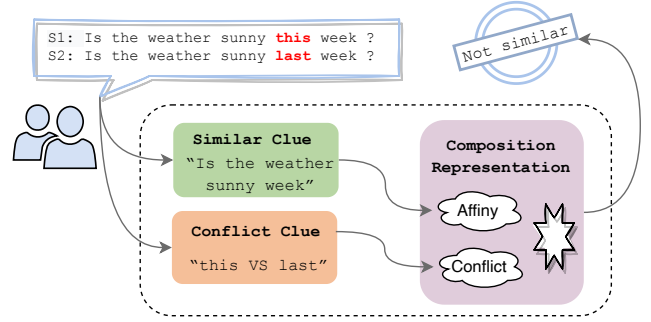 S1: Is the weather sunny this week ?
S2: Is the weather sunny last week ?
Not similar
Similar Clue
“Is the weather
sunny week”
Conflict Clue
“this VS last”
Composition
Representation
Affiny
Conflict